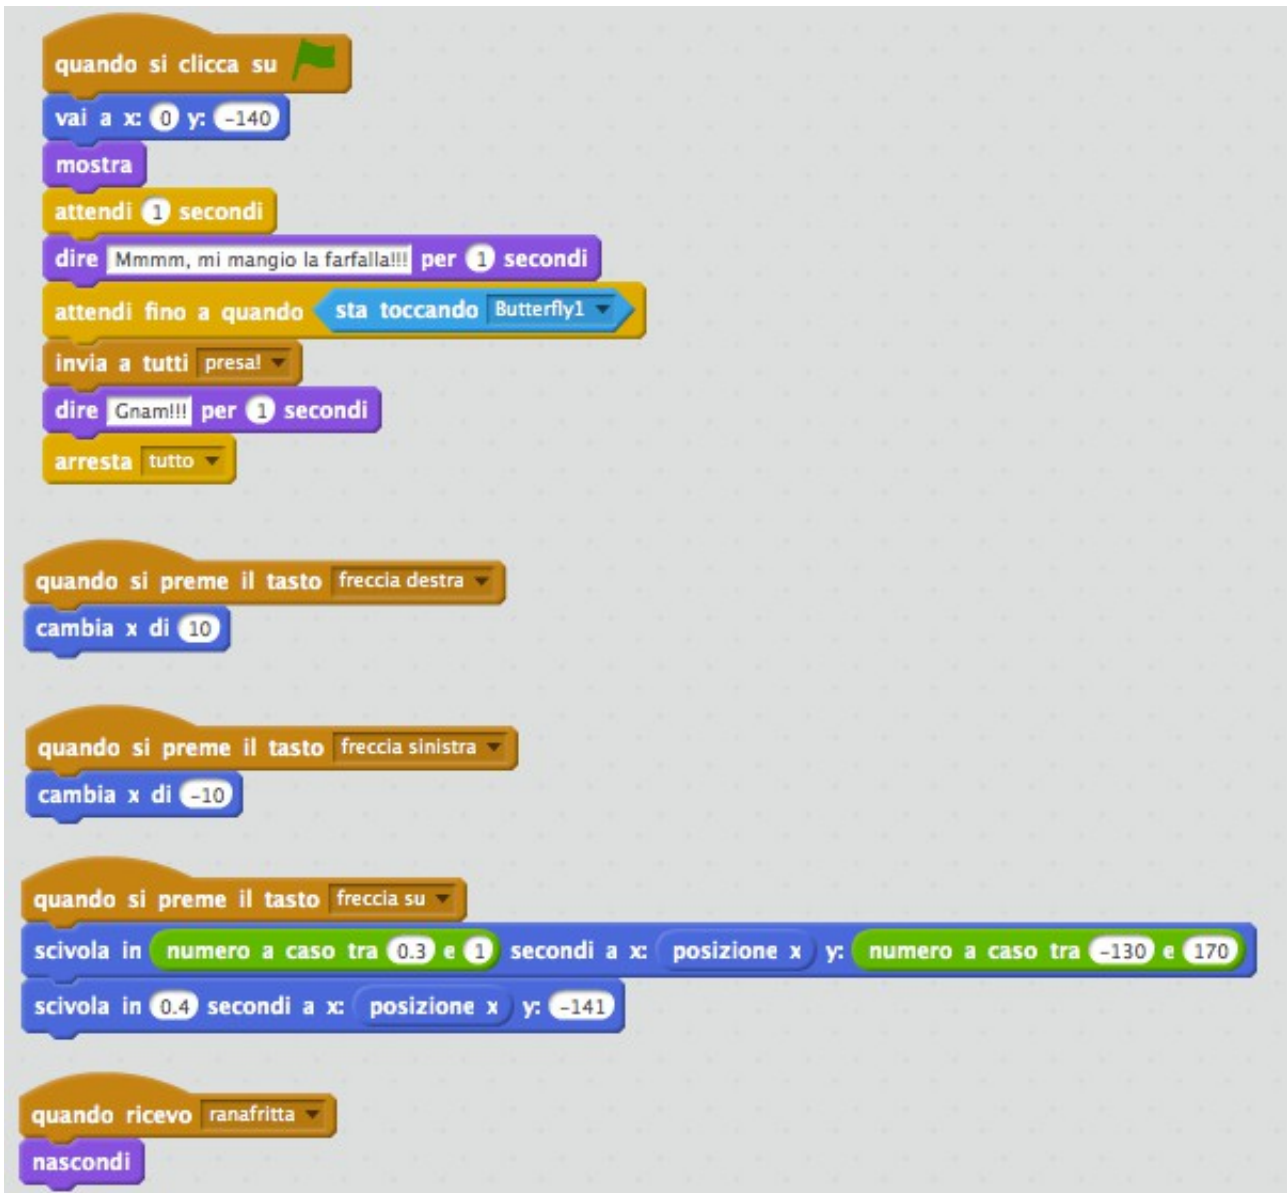 quando si clicca su
vai a x: 0 y: -140
mostra
attendi 1 secondi
dire Mmmm, mi mangio la farfalla!!! per 1 secondi
attendi fino a quando sta toccando Butterfly1
invia a tutti presa!
dire Gnam!!! per 1 secondi
arresta tutto
quando si preme il tasto freccia destra
cambia x di 10
quando si preme il tasto freccia sinistra
cambia x di -10
quando si preme il tasto freccia su
scivola in numero a caso tra 0.3 e 1 secondi a x: posizione x y: numero a caso tra -130 e 170
scivola in 0.4 secondi a x: posizione x y: -141
quando ricevo ranafritta
nascondi